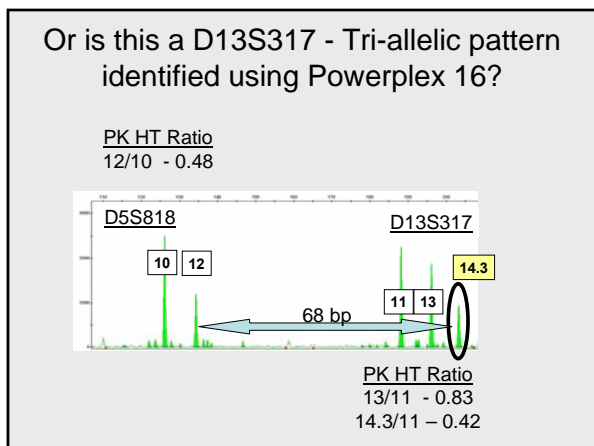 Or is this a D13S317 - Tri-allelic pattern
identified using Powerplex 16?
PK HT Ratio
12/10 - 0.48
D5S818
D13S317
10
12
11
13
14.3
68 bp
PK HT Ratio
13/11 - 0.83
14.3/11 – 0.42